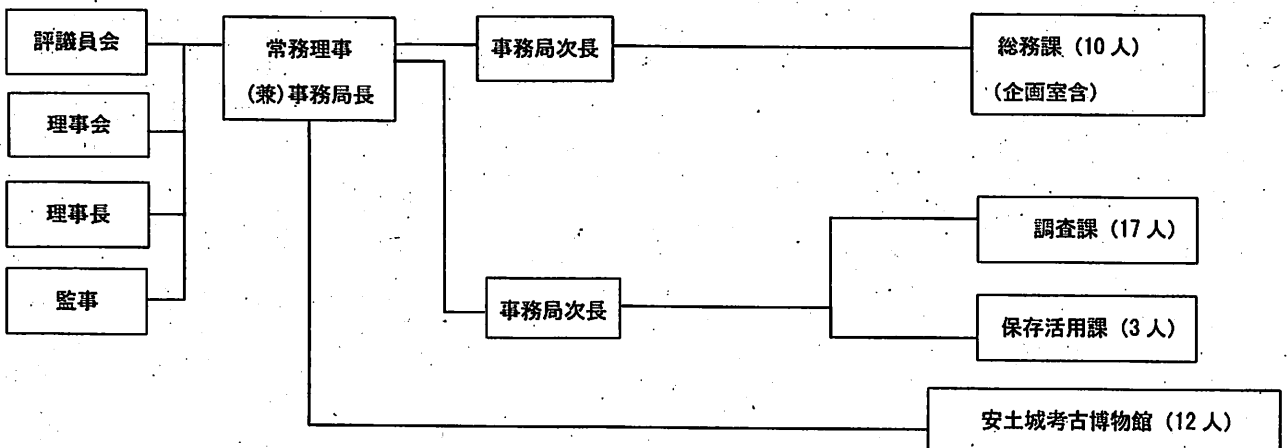 評議員会
理事会
理事長
監事
常務理事
(兼)事務局長
事務局次長
総務課（10人）
(企画室含)
事務局次長
調査課（17人）
保存活用課（3人）
安土城考古博物館（12人）